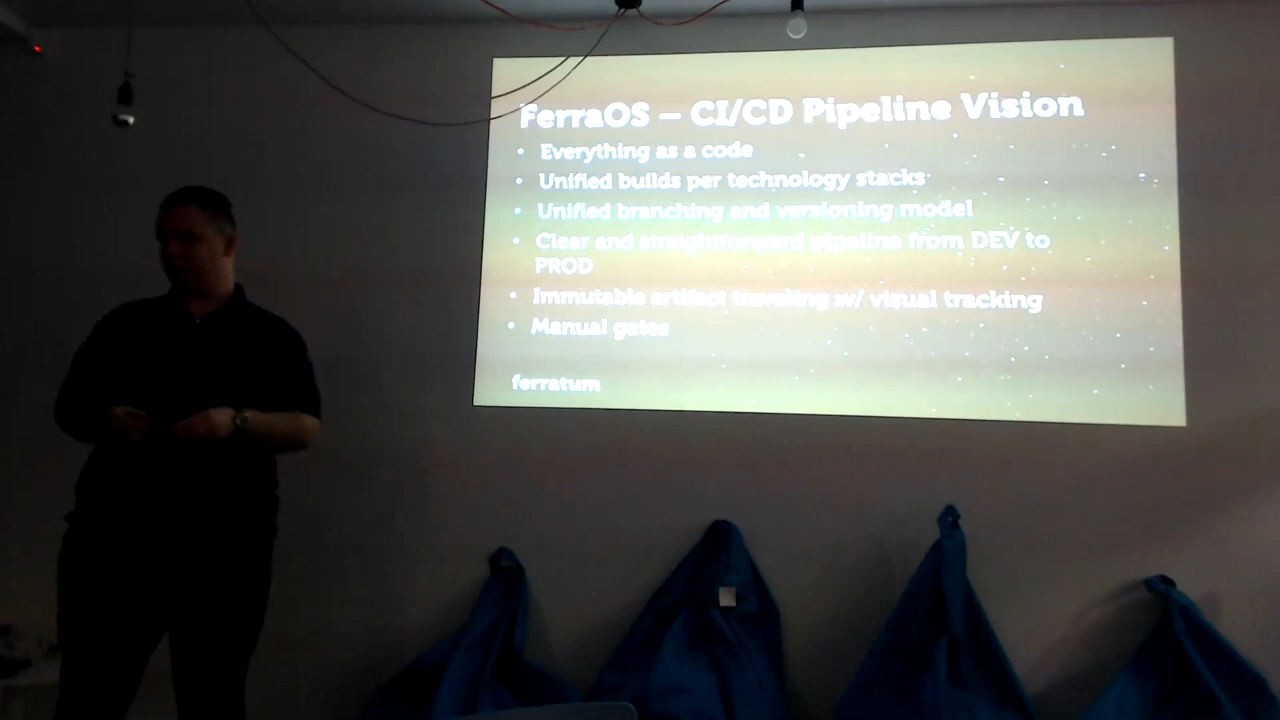 FerraOS – CI/CD Pipeline Vision
• Everything as a code
• Unified builds per technology stacks
• Unified branching and versioning model
• Clear and straightforward pipeline from DEV to
PROD
• Immutable artifact traveling w/ visual tracking
• Manual gates
ferratum